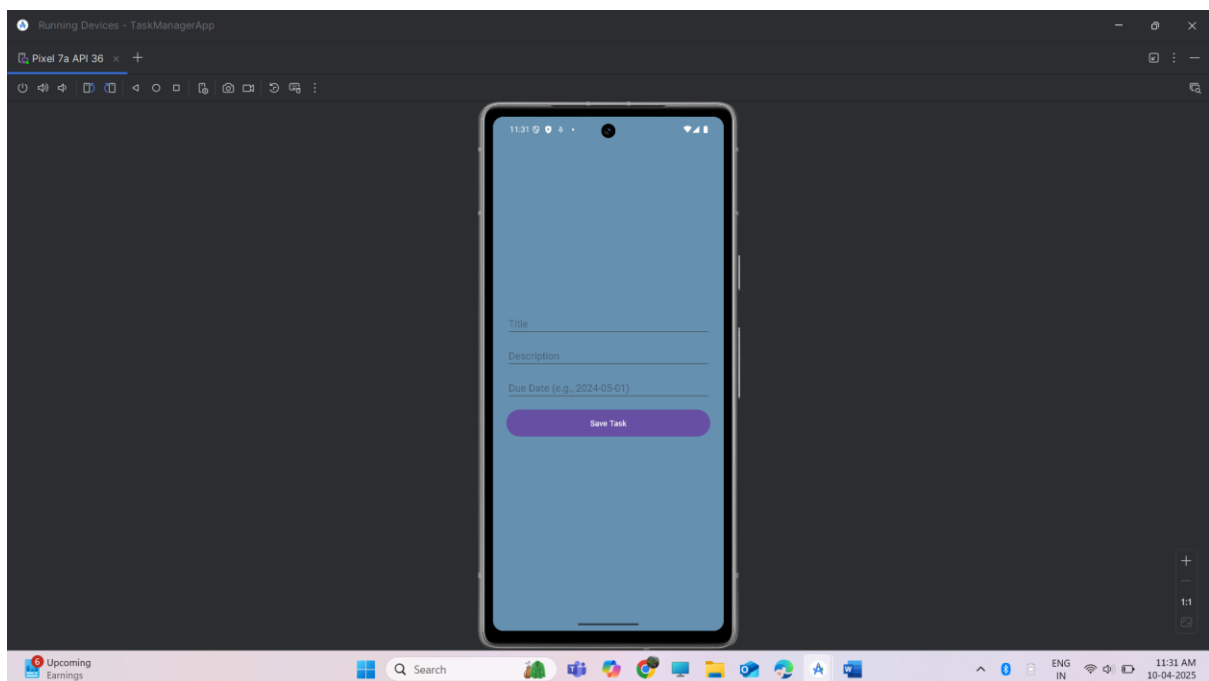 Running Devices - TaskManagerApp
Pixel 7a API 36
11:31
Title
Description
Due Date (e.g., 2024-05-01)
Save Task
1:1
6
Upcoming
Earnings
Search
ENG
IN
11:31 AM
10-04-2025